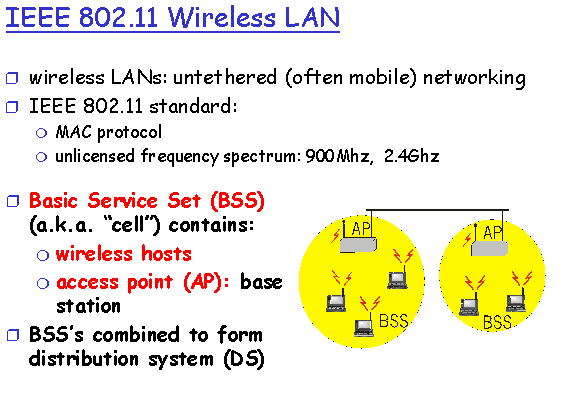 IEEE 802.11 Wireless LAN
wireless LANs: untethered (often mobile) networking
IEEE 802.11 standard:
MAC protocol
unlicensed frequency spectrum: 900Mhz, 2.4Ghz
Basic Service Set (BSS)
(a.k.a. “cell”) contains:
wireless hosts
access point (AP): base
station
BSS’s combined to form
distribution system (DS)
AP
BSS
AP
BSS